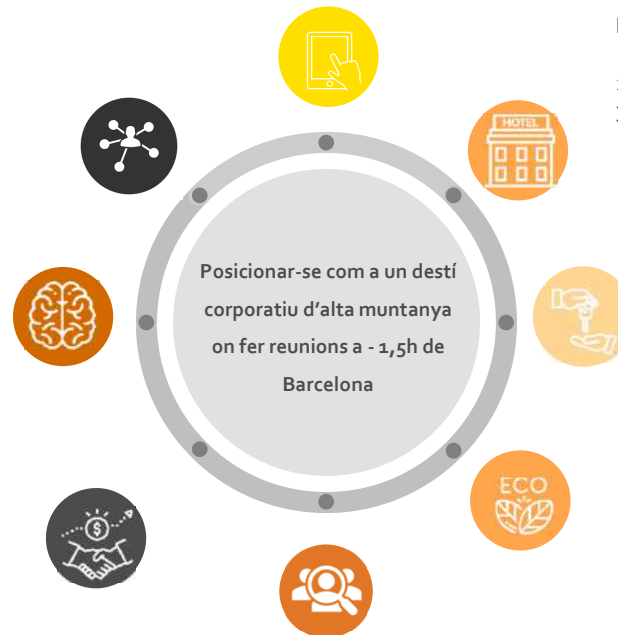 HOTEL
Posicionar-se com a un destí
corporatiu d'alta muntanya
on fer reunions a - 1,5h de
Barcelona
ECO
$